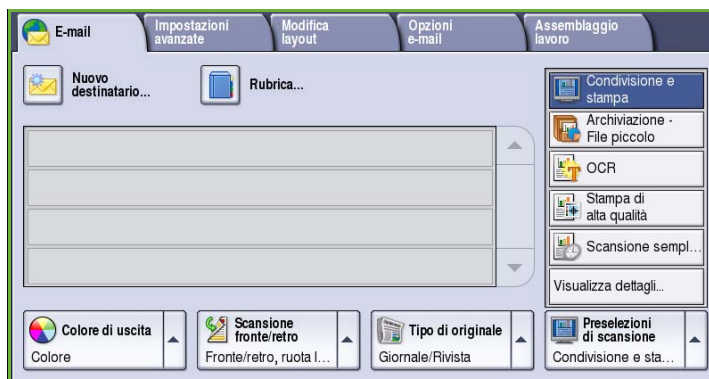 E-mail
Impostazioni
avanzate
Modifica
layout
Opzioni
e-mail
Assemblaggio
lavoro
Nuovo
destinatario...
Rubrica...
Condivisione e
stampa
Archiviazione -
File piccolo
OCR
Stampa di
alta qualità
Scansione sempl...
Visualizza dettagli...
Colore di uscita
Colore
Scansione
fronte/retro
Fronte/retro, ruota l...
Tipo di originale
Giornale/Rivista
Preselezioni
di scansione
Condivisione e sta...